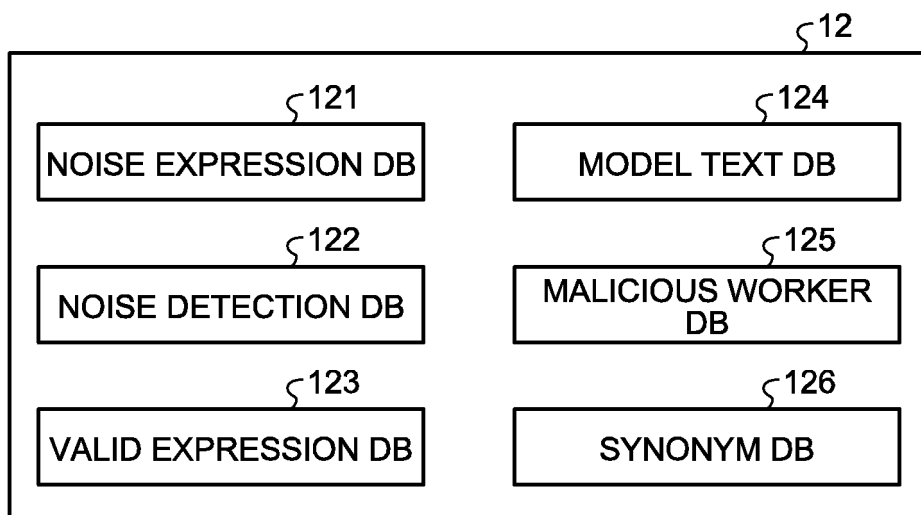 12
121
NOISE EXPRESSION DB
124
MODEL TEXT DB
122
NOISE DETECTION DB
125
MALICIOUS WORKER
DB
123
VALID EXPRESSION DB
126
SYNONYM DB